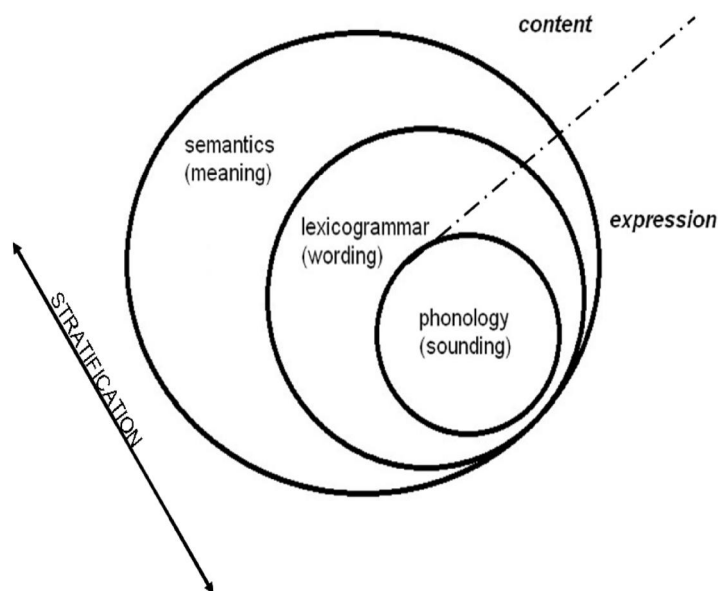 content
semantics
(meaning)
lexicogrammar
(wording)
expression
phonology
(sounding)
STRATIFICATION